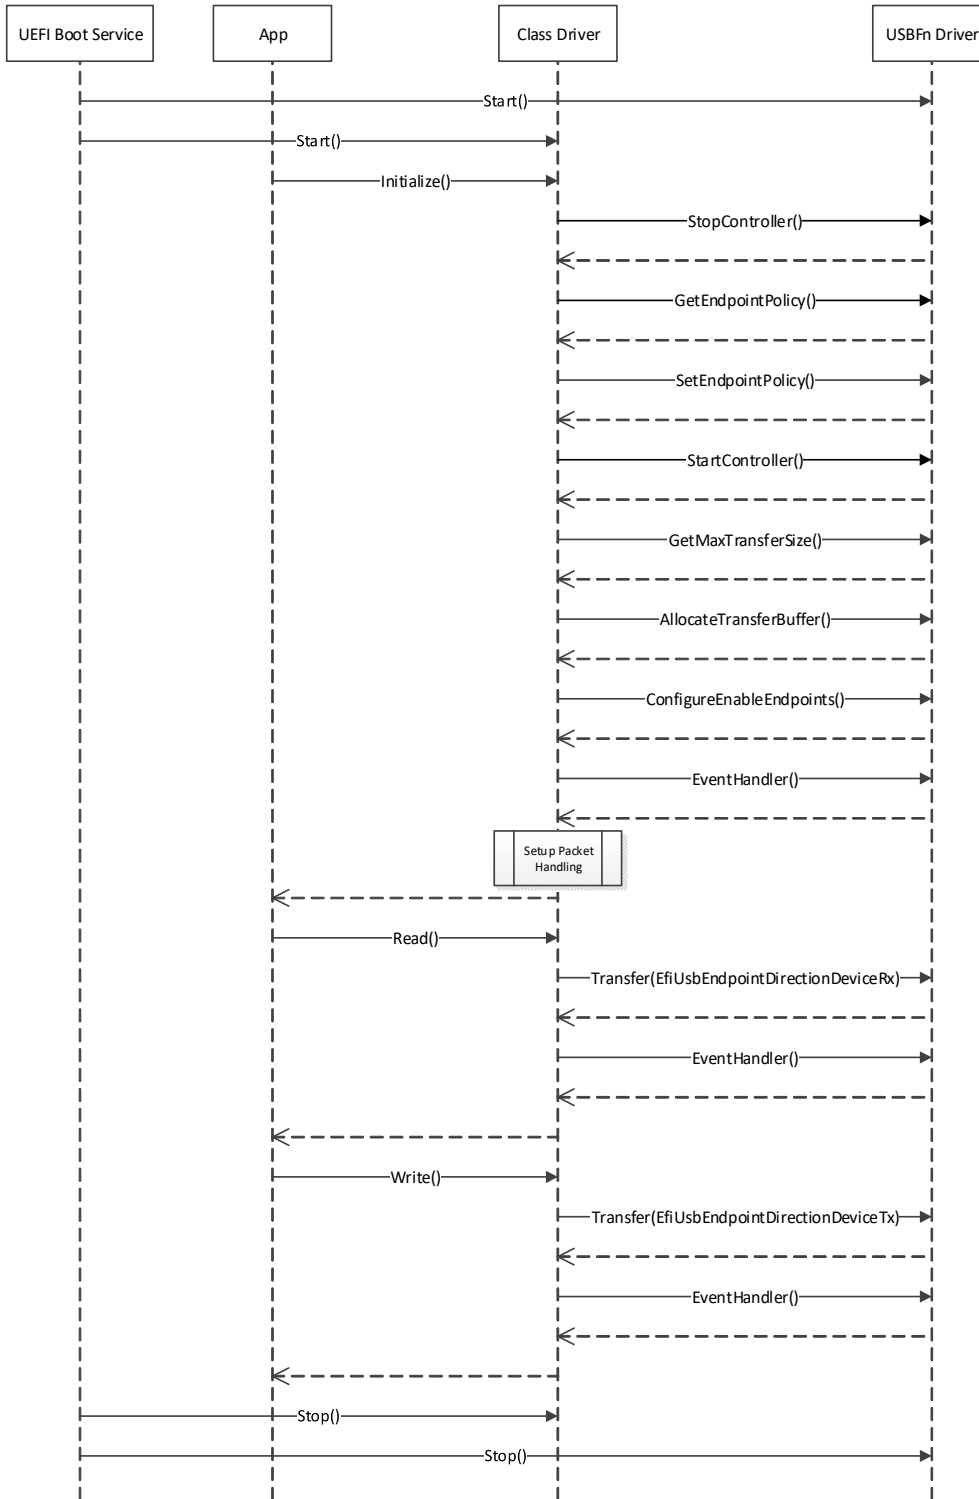 UEFI Boot Service
App
Class Driver
USBFn Driver
Start()
Start()
Initialize()
StopController()
GetEndpointPolicy()
SetEndpointPolicy()
StartController()
GetMaxTransferSize()
AllocateTransferBuffer()
ConfigureEnableEndpoints()
EventHandler()
Setup Packet
Handling
Read()
Transfer(EfiUsbEndpointDirectionDeviceRx)
EventHandler()
Write()
Transfer(EfiUsbEndpointDirectionDeviceTx)
EventHandler()
Stop()
Stop()